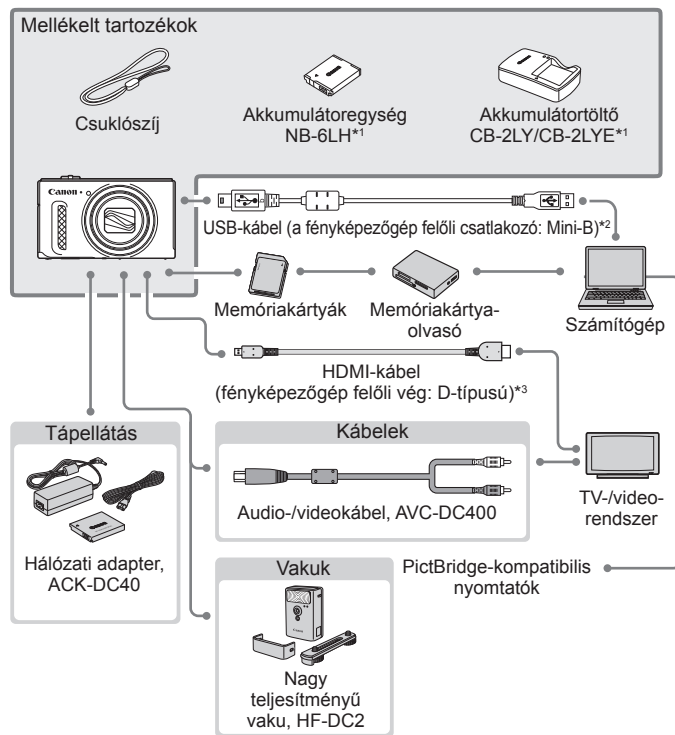 Mellékelt tartozékok
Csuklószíj
Akkumulátoregység
NB-6LH*1
Akkumulátortöltő
CB-2LY/CB-2LYE*1
Canon
USB-kábel (a fényképezőgép felőli csatlakozó: Mini-B)*2
Memóriakártyák
Memóriakártya-
olvasó
Számítógép
HDMI-kábel
(fényképezőgép felőli vég: D-típusú)*3
Tápellátás
Hálózati adapter,
ACK-DC40
Kábelek
Audio-/videokábel, AVC-DC400
TV-/video-
rendszer
Vakuk
Nagy
teljesítményű
vaku, HF-DC2
PictBridge-kompatibilis
nyomtatók